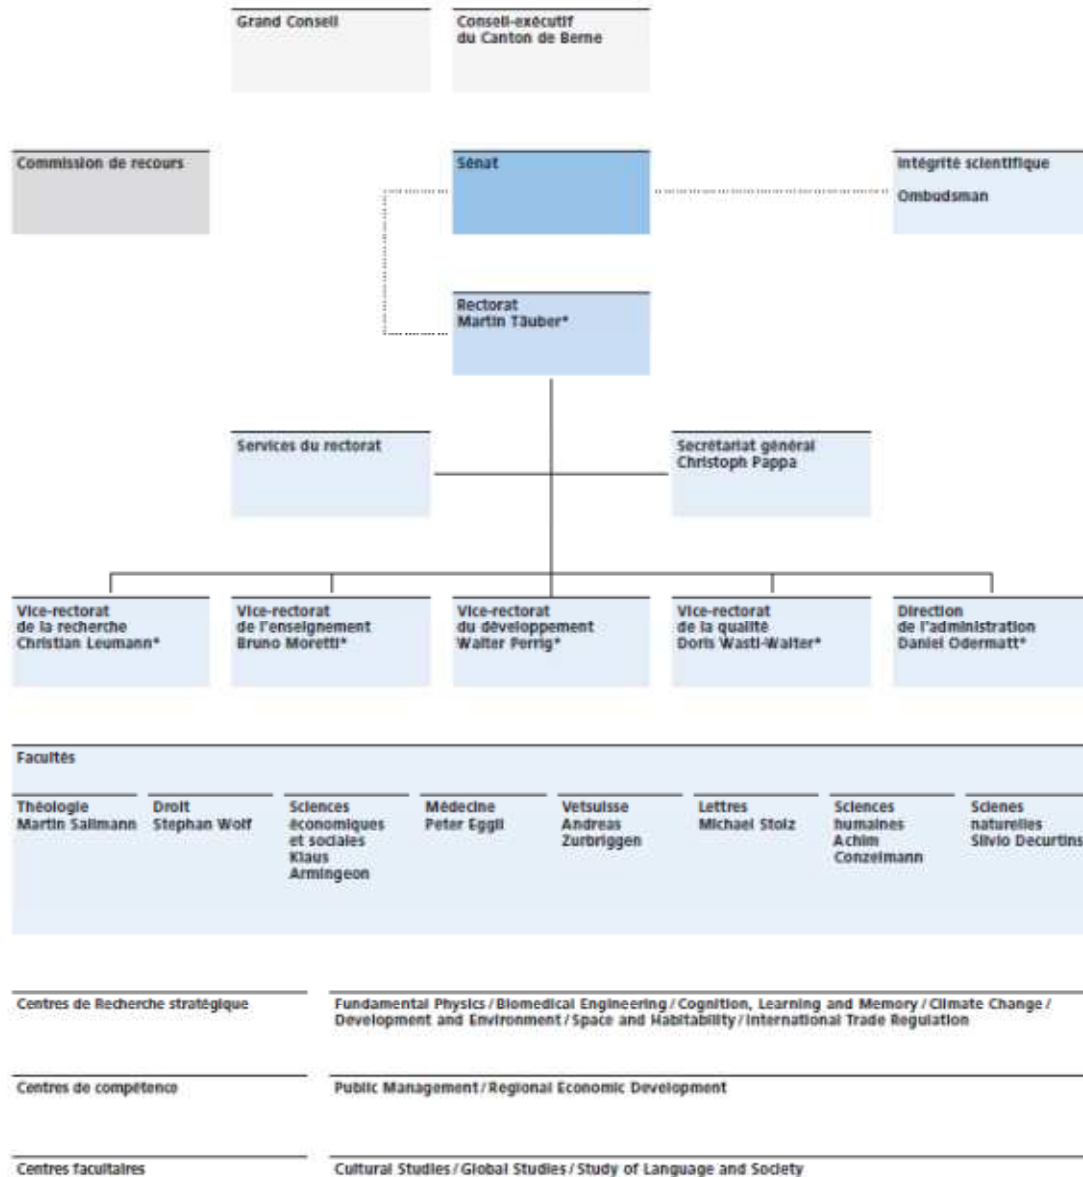 Grand Conseil
Conseil-exécutif
du Canton de Berne
Commission de recours
Sénat
Intégrité scientifique
Ombudsman
Rectorat
Martin Täuber*
Services du rectorat
Secrétariat général
Christoph Pappa
Vice-rectorat
de la recherche
Christian Leumann*
Vice-rectorat
de l'enseignement
Bruno Moretti*
Vice-rectorat
du développement
Walter Perrig*
Vice-rectorat
de la qualité
Doris Wastl-Walter*
Direction
de l'administration
Daniel Odermatt*
Facultés
Théologie
Martin Sallmann
Droit
Stephan Wolf
Sciences
économiques
et sociales
Klaus
Armingeon
Médecine
Peter Eggli
Vetsuisse
Andreas
Zurbriggen
Lettres
Michael Stolz
Sciences
humaines
Achim
Conzelmann
Scienes
naturelles
Silvio Decurtins
Centres de Recherche stratégique
Fundamental Physics / Biomedical Engineering / Cognition, Learning and Memory / Climate Change /
Development and Environment / Space and Habitability / International Trade Regulation
Centres de compétence
Public Management / Regional Economic Development
Centres facultaires
Cultural Studies / Global Studies / Study of Language and Society